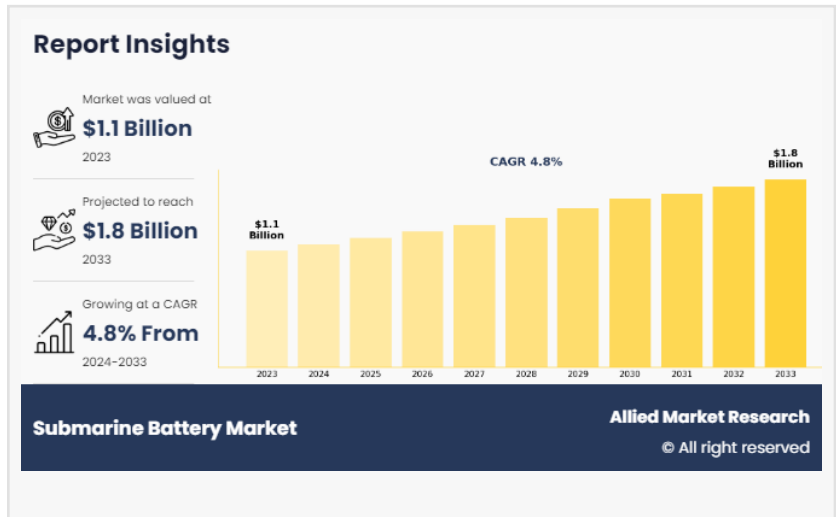 Report Insights
Market was valued at
$1.1 Billion
2023
Projected to reach
$1.8 Billion
2033
Growing at a CAGR
4.8% From
2024-2033
CAGR 4.8%
$1.1
Billion
$1.8
Billion
2023 2024 2025 2026 2027 2028 2029 2030 2031 2032 2033
Submarine Battery Market
Allied Market Research
© All right reserved